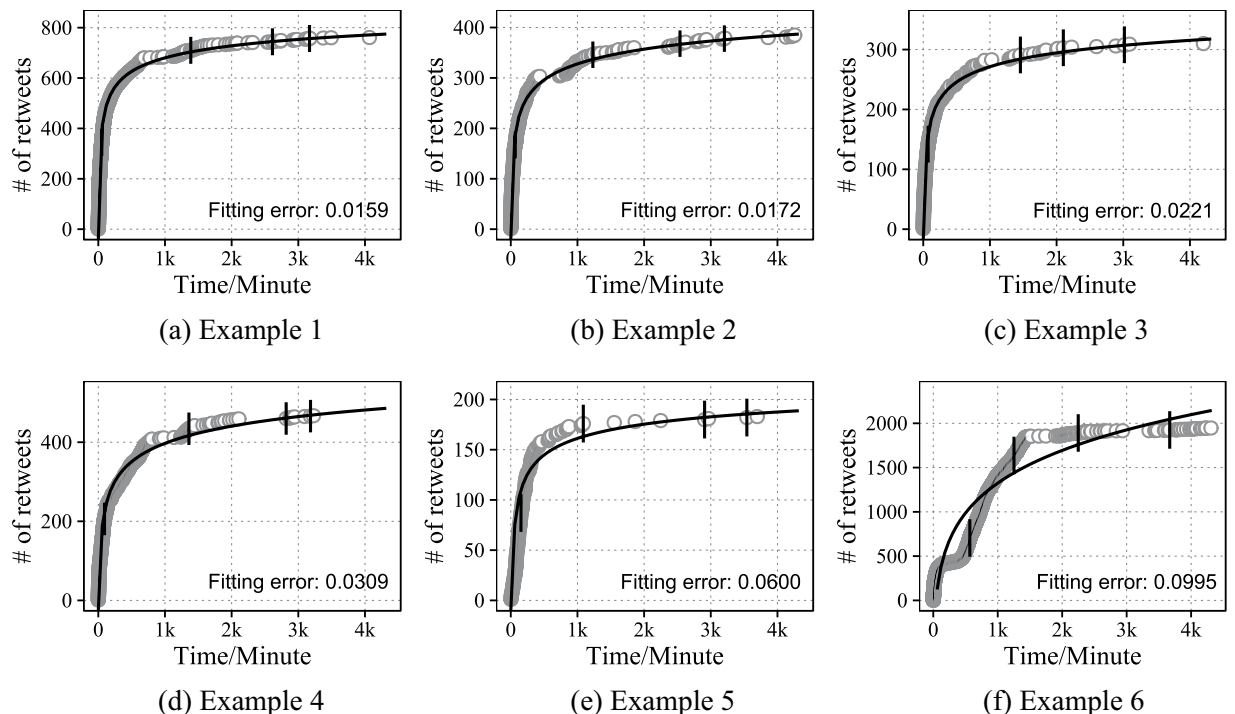 800
600
400
200
0
# of retweets
Fitting error: 0.0159
0 1k 2k 3k 4k
Time/Minute
(a) Example 1
400
300
200
100
0
# of retweets
Fitting error: 0.0172
0 1k 2k 3k 4k
Time/Minute
(b) Example 2
300
200
100
0
# of retweets
Fitting error: 0.0221
0 1k 2k 3k 4k
Time/Minute
(c) Example 3
400
200
0
# of retweets
Fitting error: 0.0309
0 1k 2k 3k 4k
Time/Minute
(d) Example 4
200
150
100
50
0
# of retweets
Fitting error: 0.0600
0 1k 2k 3k 4k
Time/Minute
(e) Example 5
2000
1500
1000
500
0
# of retweets
Fitting error: 0.0995
0 1k 2k 3k 4k
Time/Minute
(f) Example 6